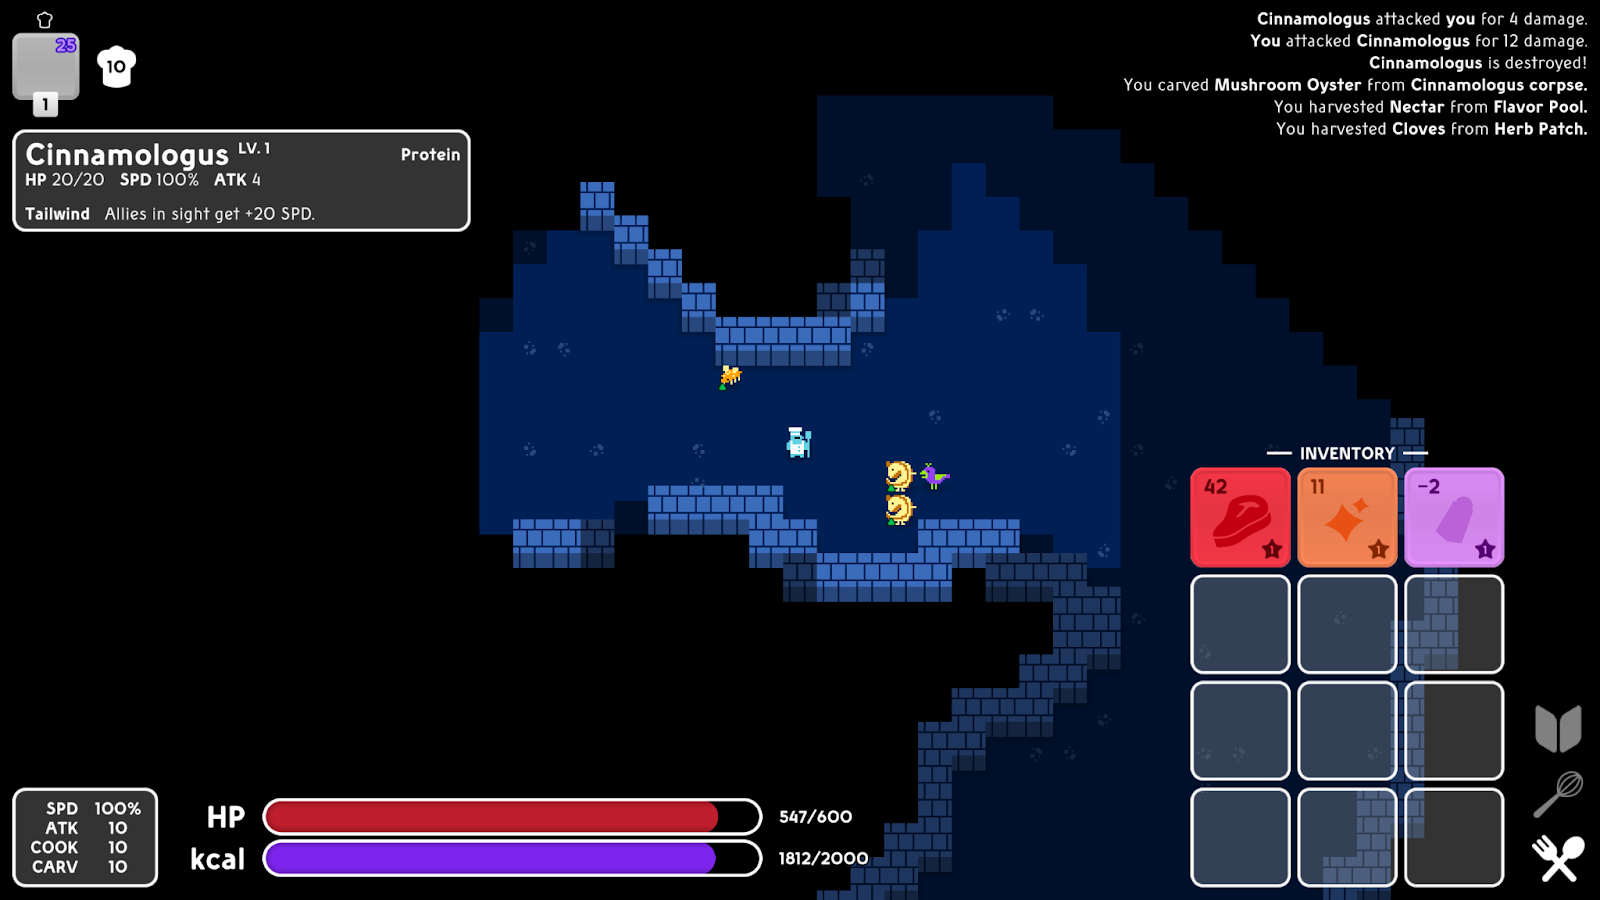 25
1
10
Cinnamologus LV. 1 Protein
HP 20/20 SPD 100% ATK 4
Tailwind Allies in sight get +20 SPD.
Cinnamologus attacked you for 4 damage.
You attacked Cinnamologus for 12 damage.
Cinnamologus is destroyed!
You carved Mushroom Oyster from Cinnamologus corpse.
You harvested Nectar from Flavor Pool.
You harvested Cloves from Herb Patch.
INVENTORY
42 11 -2
1 1 1
SPD 100%
ATK 10
COOK 10
CARV 10
HP 547/600
kcal 1812/2000